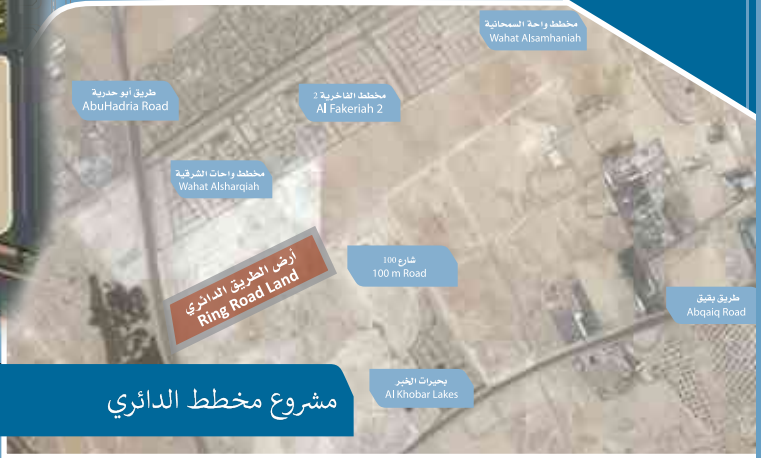 مخطط واحة السمحانية
Wahat Alsamhaniah
طريق أبو حدرية
AbuHadria Road
مخطط الفاخرية 2
Al Fakeriah 2
مخطط واحات الشرقية
Wahat Alsharqiah
شارع 100
100 m Road
أرض الطريق الدائري
Ring Road Land
طريق بقيق
Abqaiq Road
بحيرات الخبر
Al Khobar Lakes
مشروع مخطط الدائري